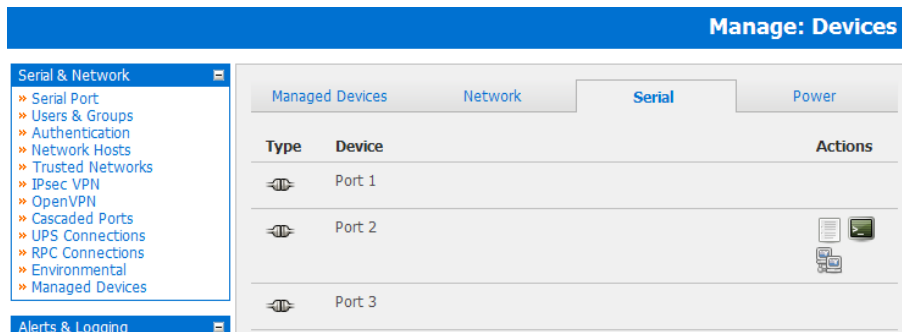 Manage: Devices
Serial & Network
» Serial Port
» Users & Groups
» Authentication
» Network Hosts
» Trusted Networks
» IPsec VPN
» OpenVPN
» Cascaded Ports
» UPS Connections
» RPC Connections
» Environmental
» Managed Devices
Alerts & Logging
Managed Devices Network Serial Power
Type Device Actions
Port 1
Port 2
Port 3